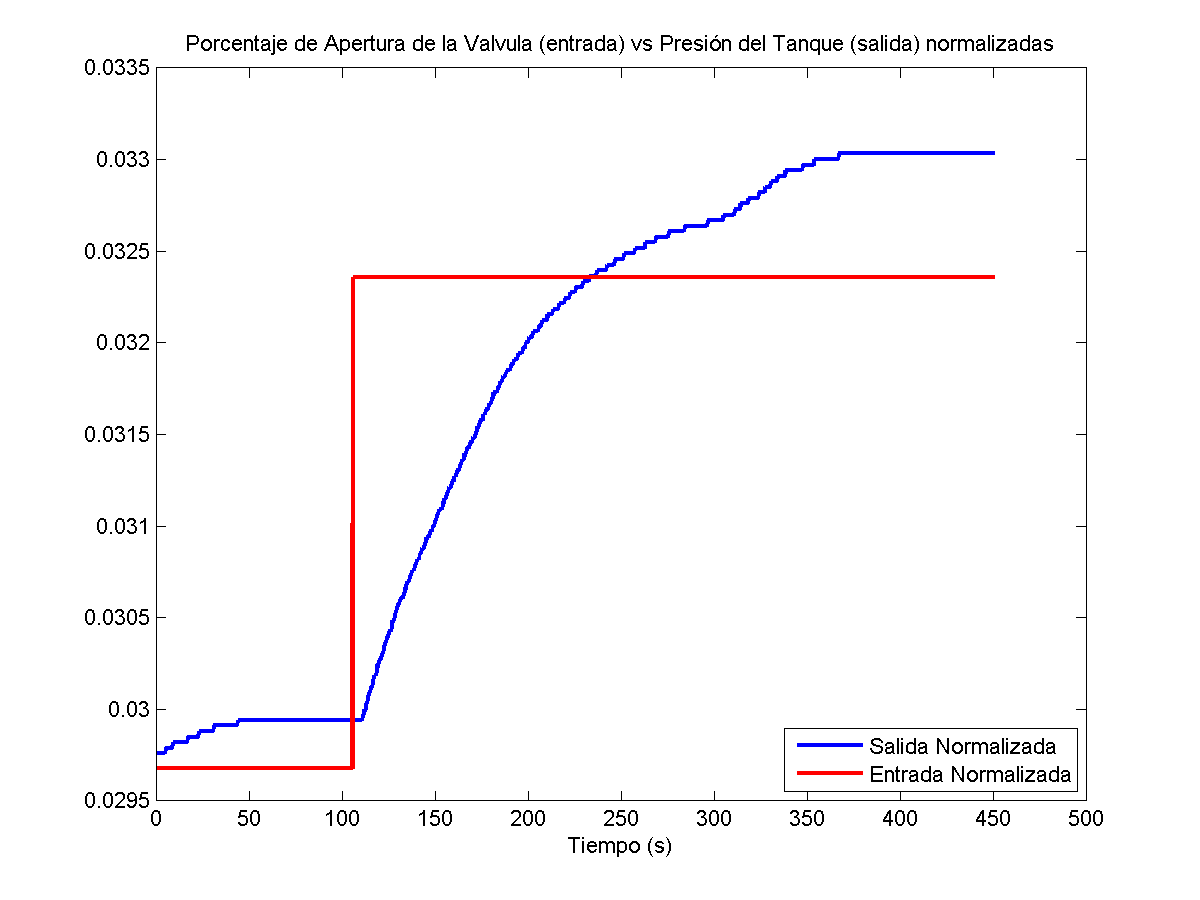 Porcentaje de Apertura de la Valvula (entrada) vs Presión del Tanque (salida) normalizadas
0.0335
0.033
0.0325
0.032
0.0315
0.031
0.0305
0.03
0.0295
Salida Normalizada
Entrada Normalizada
0 50 100 150 200 250 300 350 400 450 500
Tiempo (s)